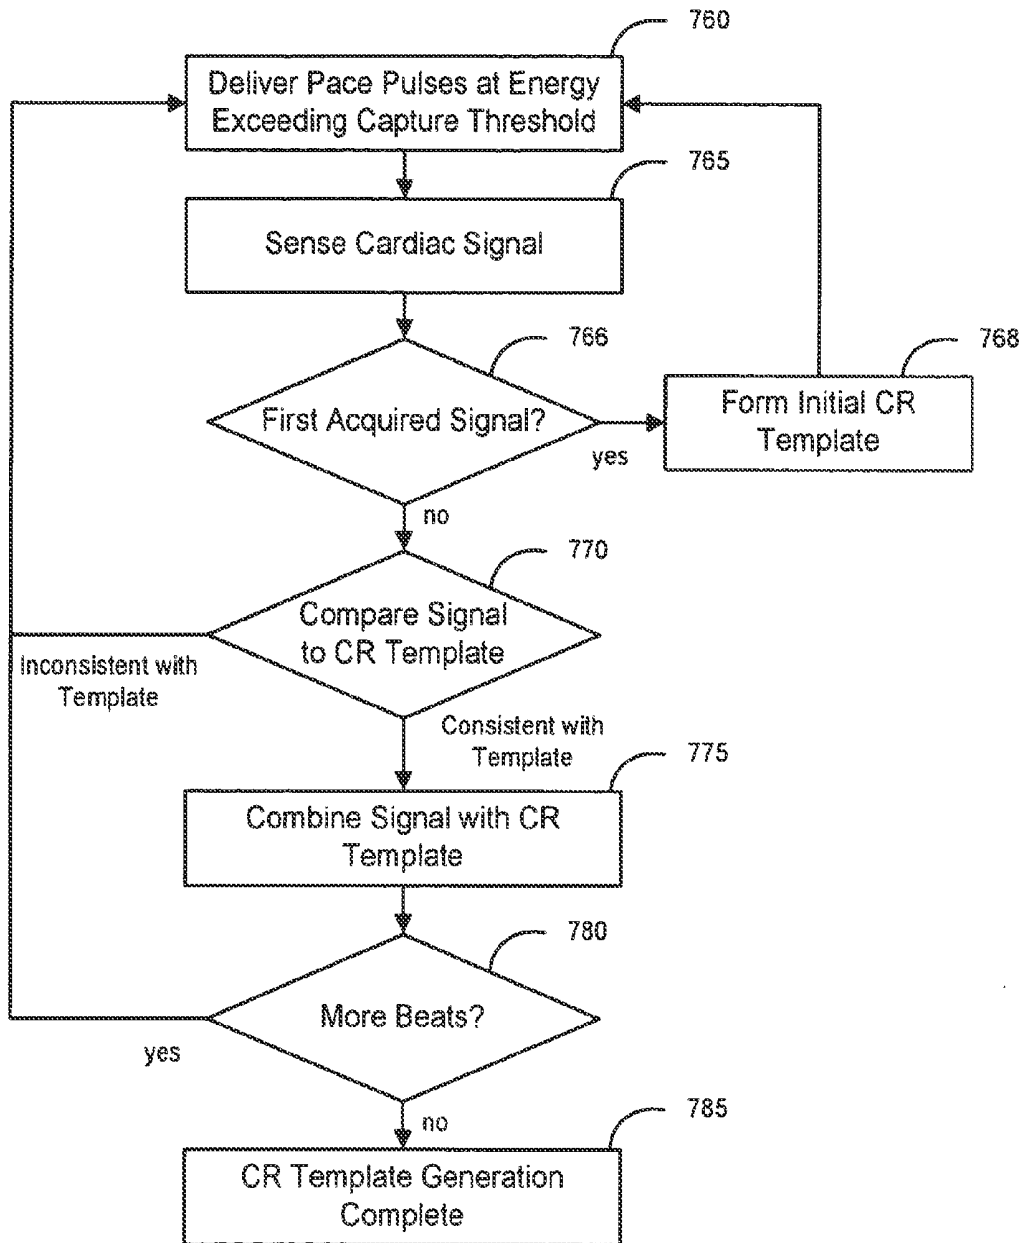 760
Deliver Pace Pulses at Energy
Exceeding Capture Threshold
765
Sense Cardiac Signal
766
First Acquired Signal?
yes
768
Form Initial CR
Template
no
770
Compare Signal
to CR Template
Inconsistent with
Template
Consistent with
Template
775
Combine Signal with CR
Template
780
More Beats?
yes
no
785
CR Template Generation
Complete